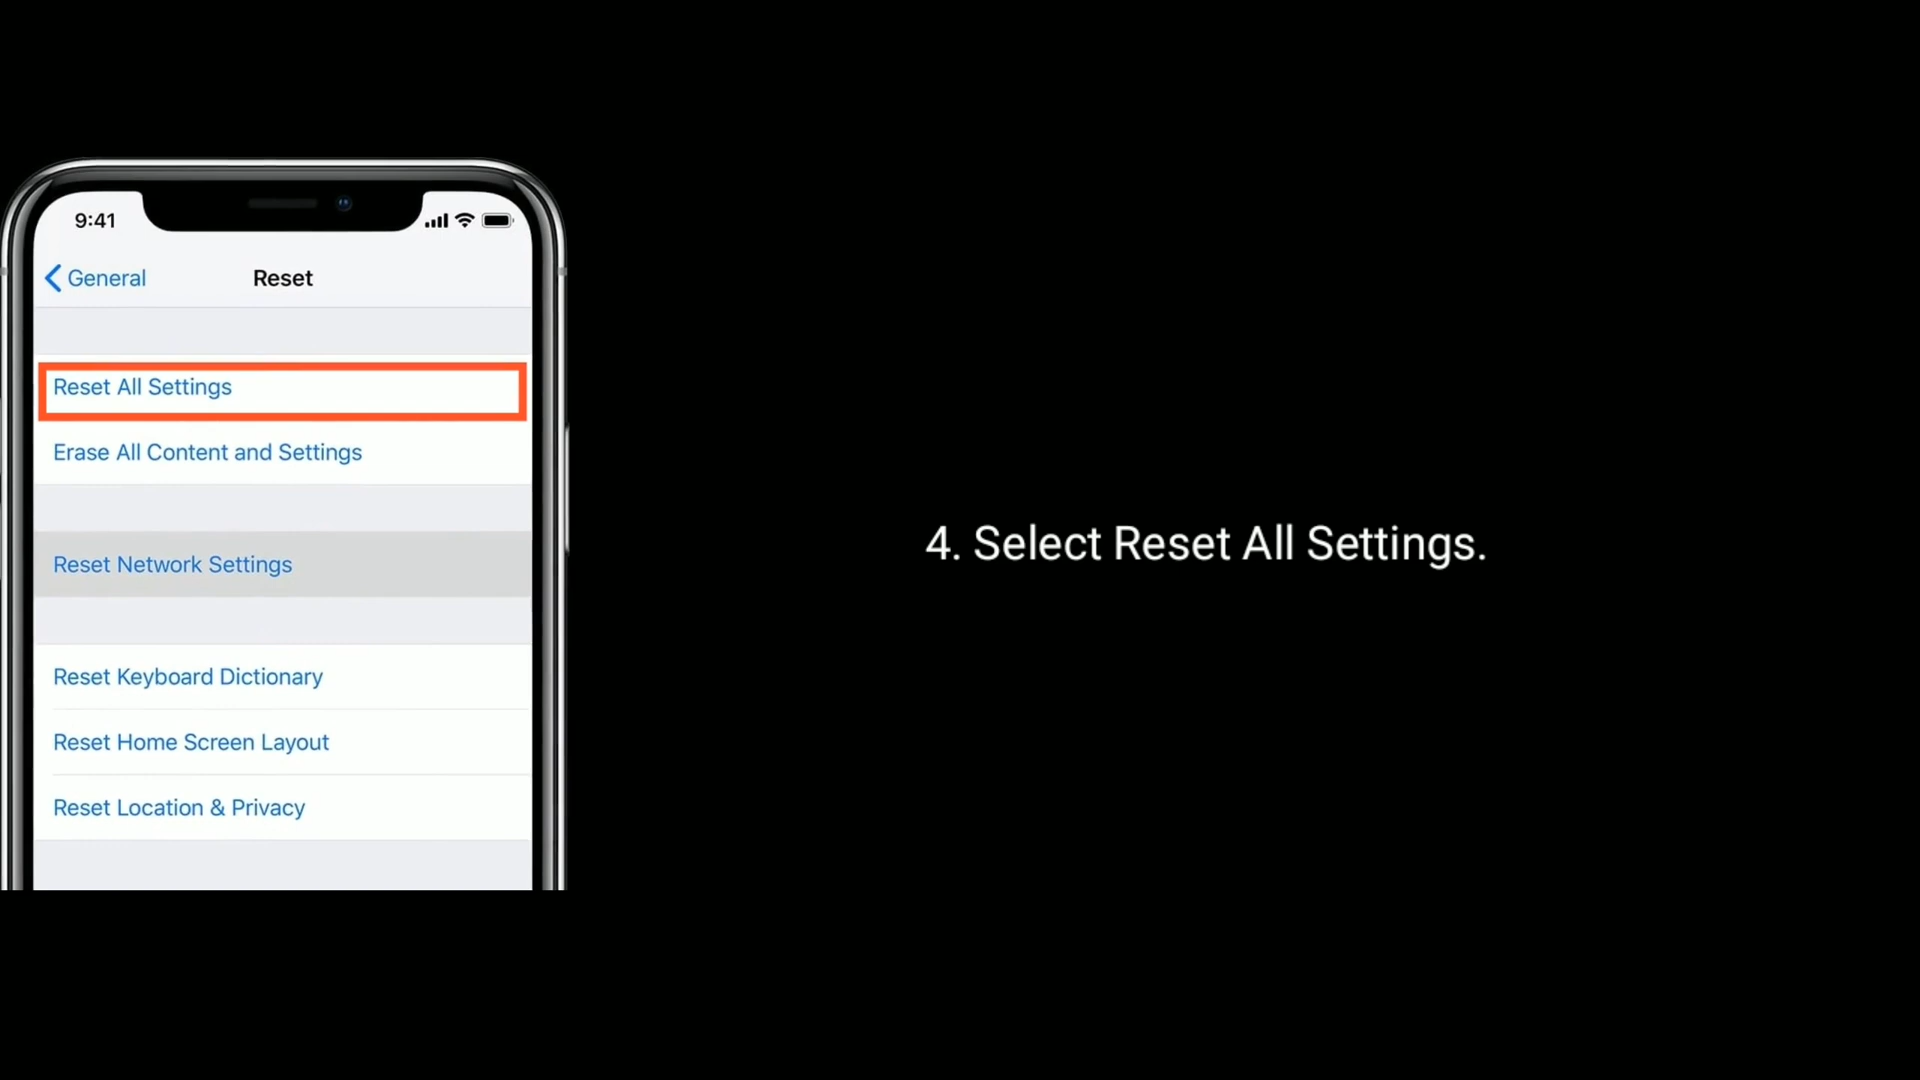 9:41
General
Reset
Reset All Settings
Erase All Content and Settings
Reset Network Settings
Reset Keyboard Dictionary
Reset Home Screen Layout
Reset Location & Privacy
4. Select Reset All Settings.